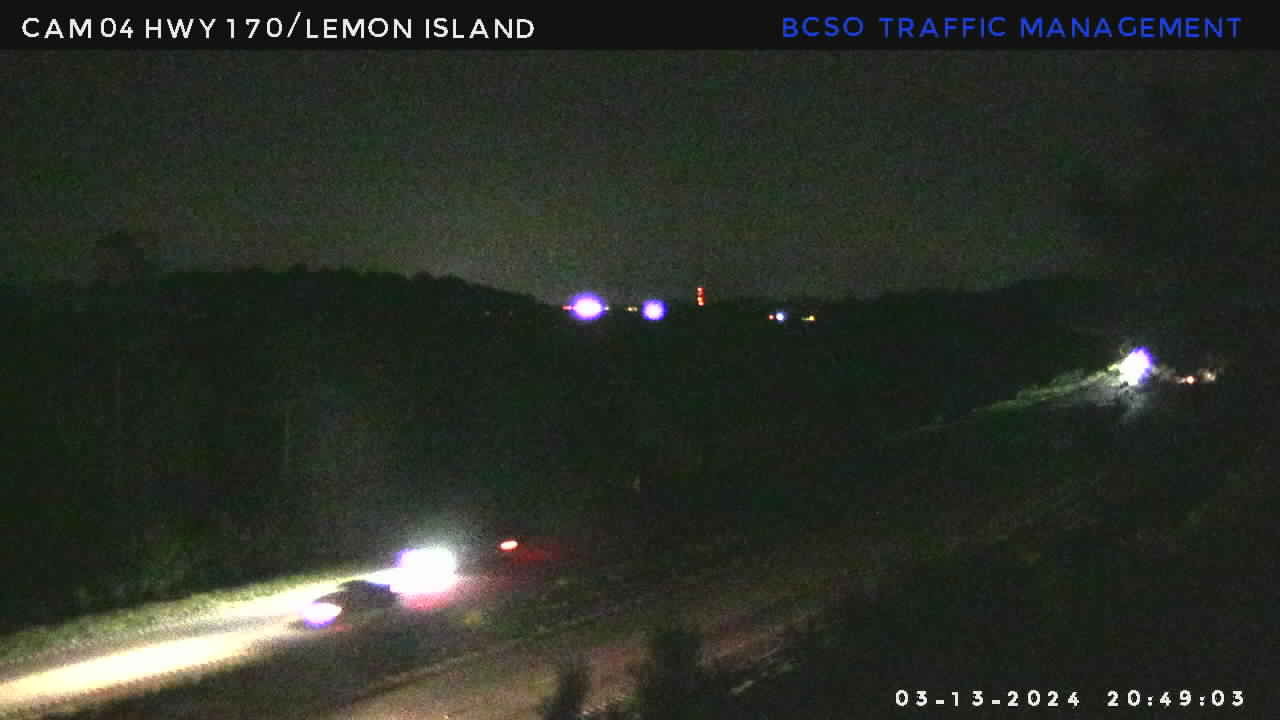 CAM04 HWY 170/LEMON ISLAND
BCSO TRAFFIC MANAGEMENT
03-13-2024 20:49:03